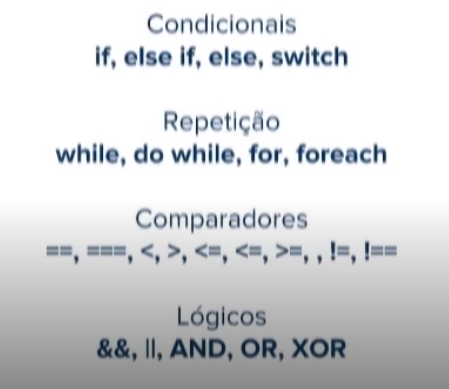 Condicionais
if, else if, else, switch
Repetição
while, do while, for, foreach
Comparadores
==, ===, <, >, <=, <=, >=, , !=, !==
Lógicos
&&, ||, AND, OR, XOR